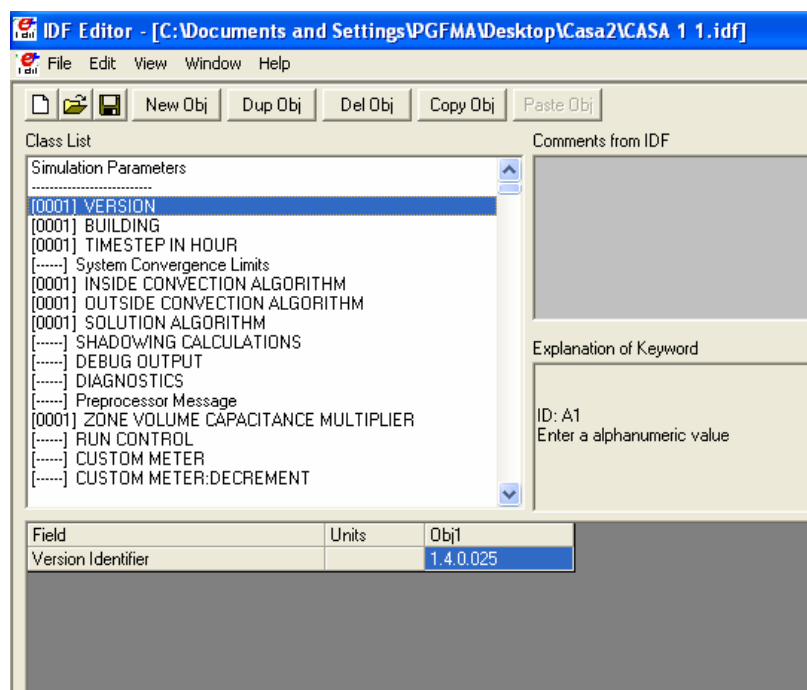 IDF Editor - [C:\Documents and Settings\PGFMA\Desktop\Casa2\CASA 1 1.idf]
File Edit View Window Help
New Obj Dup Obj Del Obj Copy Obj Paste Obj
Class List
Comments from IDF
Simulation Parameters
---------------------------
[0001] VERSION
[0001] BUILDING
[0001] TIMESTEP IN HOUR
[------] System Convergence Limits
[0001] INSIDE CONVECTION ALGORITHM
[0001] OUTSIDE CONVECTION ALGORITHM
[0001] SOLUTION ALGORITHM
[------] SHADOWING CALCULATIONS
[------] DEBUG OUTPUT
[------] DIAGNOSTICS
[------] Preprocessor Message
[0001] ZONE VOLUME CAPACITANCE MULTIPLIER
[------] RUN CONTROL
[------] CUSTOM METER
[------] CUSTOM METER:DECREMENT
Explanation of Keyword
ID: A1
Enter a alphanumeric value
Field Units Obj1
Version Identifier 1.4.0.025